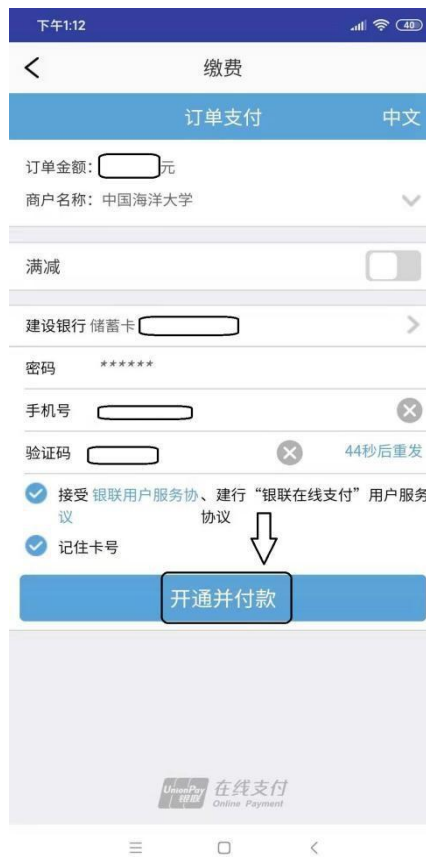 下午1:12
40
缴费
订单支付 中文
订单金额: 元
商户名称: 中国海洋大学
满减
建设银行 储蓄卡
密码 ******
手机号
验证码 44秒后重发
接受 银联用户服务协议、建行“银联在线支付”用户服务协议
记住卡号
开通并付款
UnionPay 银联 在线支付
Online Payment